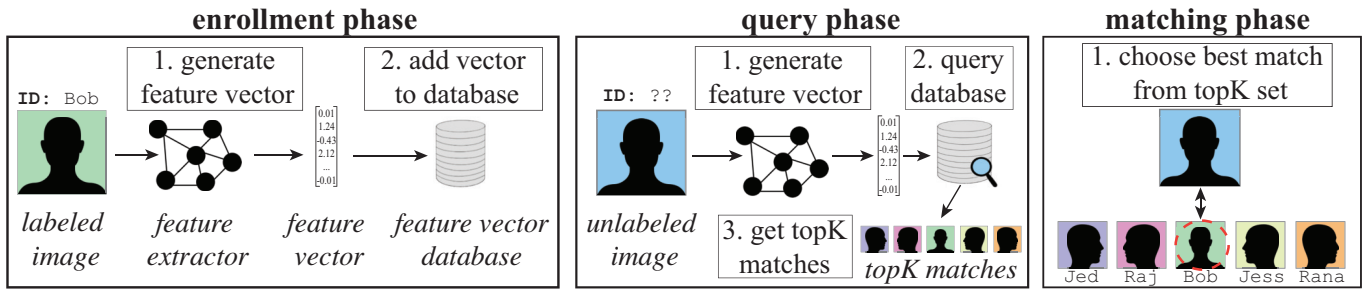 enrollment phase
1. generate
feature vector
2. add vector
to database
ID: Bob
0.01
1.24
-0.43
2.12
...
-0.01
labeled
image
feature
extractor
feature
vector
feature vector
database
query phase
1. generate
feature vector
2. query
database
ID: ??
0.01
1.24
-0.43
2.12
...
-0.01
unlabeled
image
3. get topK
matches
topK matches
matching phase
1. choose best match
from topK set
Jed
Raj
Bob
Jess
Rana